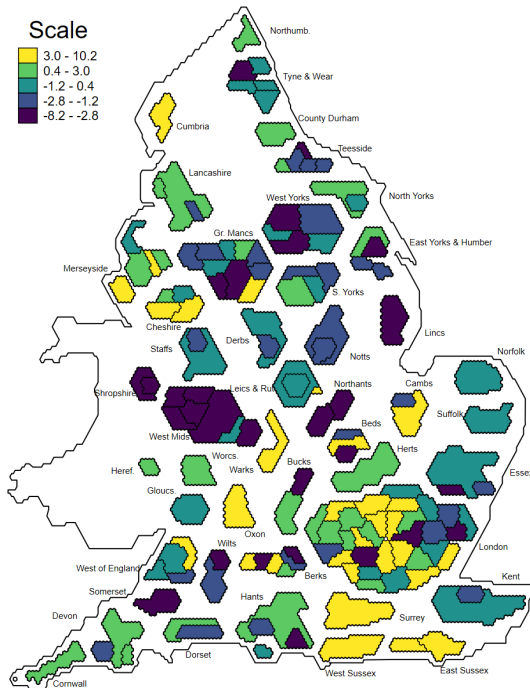 Scale
3.0 - 10.2
0.4 - 3.0
-1.2 - 0.4
-2.8 - -1.2
-8.2 - -2.8
Northumb.
Tyne & Wear
Cumbria
County Durham
Teesside
Lancashire
North Yorks
West Yorks
Gr. Mancs
East Yorks & Humber
Merseyside
S. Yorks
Cheshire
Lincs
Derbs
Staffs
Notts
Norfolk
Shropshire
Leics & Rut
Northants
Cambs
Suffolk
West Mids
Beds
Worcs.
Herts
Heref.
Warks
Bucks
Essex
Gloucs.
Oxon
Wilts
London
West of England
Berks
Kent
Somerset
Hants
Devon
Surrey
Dorset
Cornwall
West Sussex
East Sussex